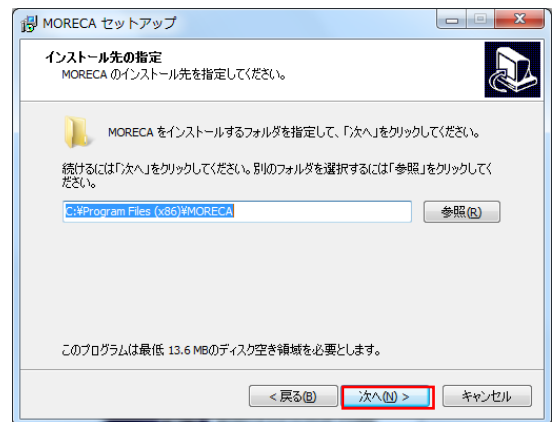 MORECA セットアップ
インストール先の指定
MORECA のインストール先を指定してください。
MORECA をインストールするフォルダを指定して、「次へ」をクリックしてください。
続けるには「次へ」をクリックしてください。別のフォルダを選択するには「参照」をクリックしてく
ださい。
C:¥Program Files (x86)¥MORECA
参照(R)
このプログラムは最低 13.6 MBのディスク空き領域を必要とします。
< 戻る(B)
次へ(N) >
キャンセル